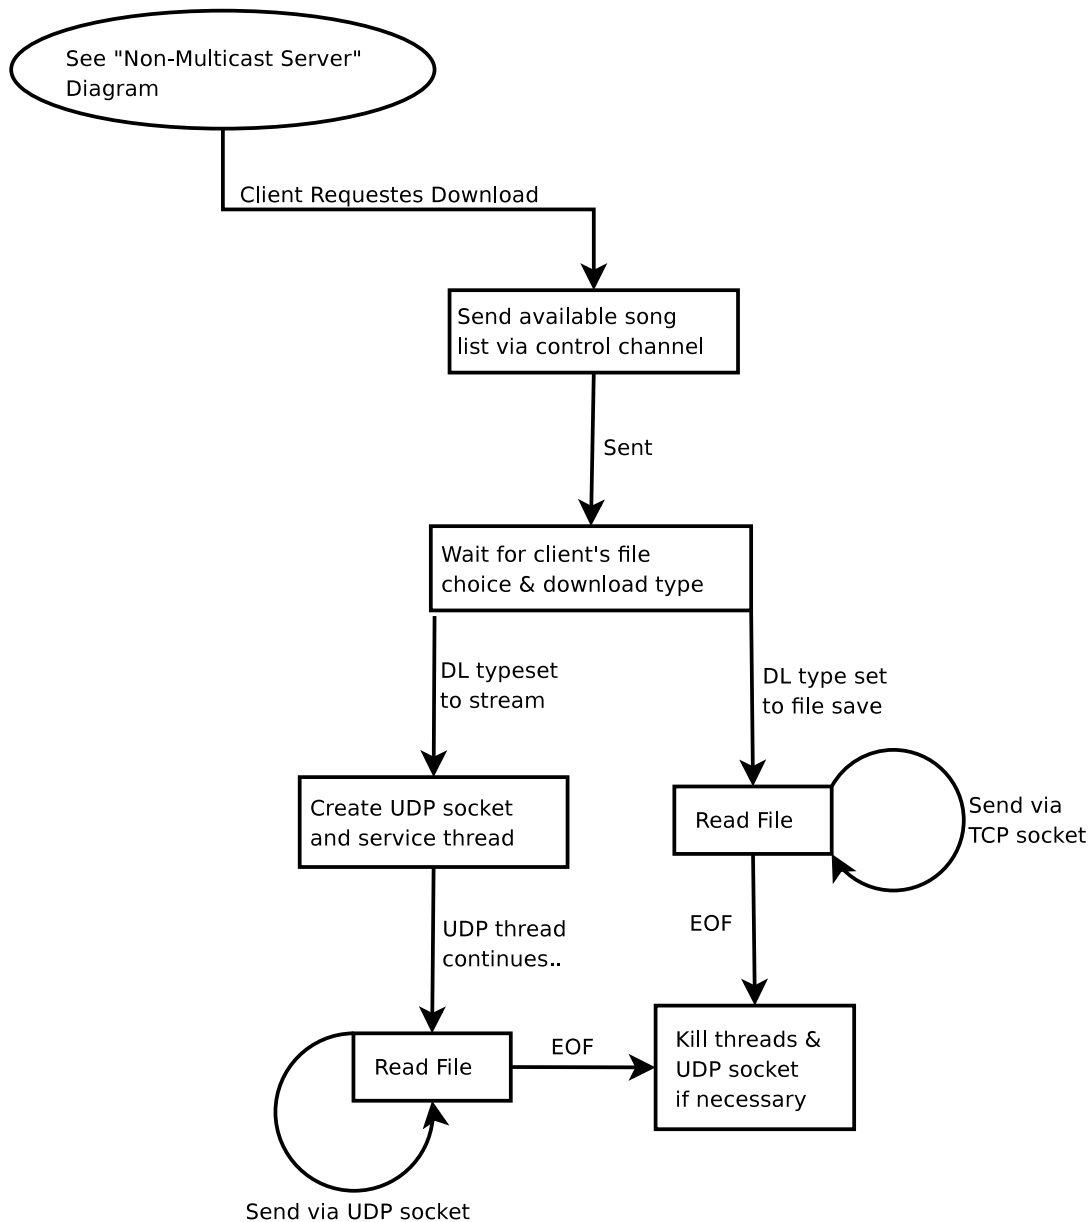 See "Non-Multicast Server"
Diagram
Client Requestes Download
Send available song
list via control channel
Sent
Wait for client's file
choice & download type
DL typeset
to stream
DL type set
to file save
Create UDP socket
and service thread
Read File
Send via
TCP socket
UDP thread
continues..
EOF
Read File
EOF
Kill threads &
UDP socket
if necessary
Send via UDP socket